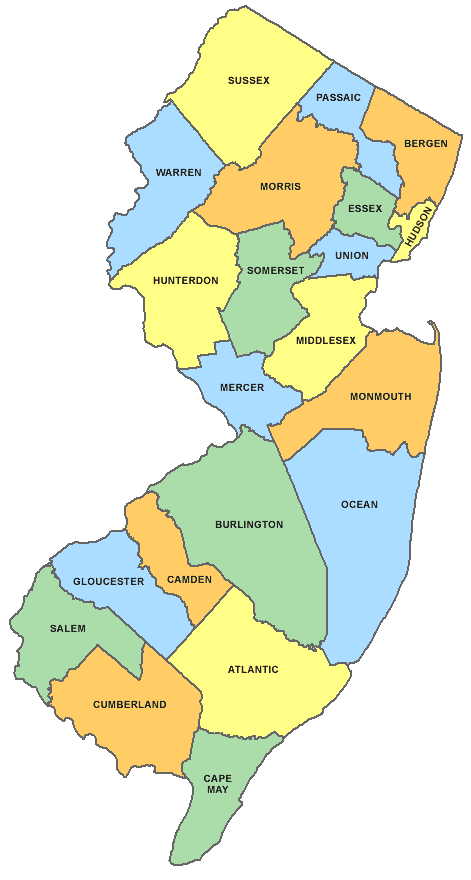 SUSSEX
PASSAIC
BERGEN
WARREN
MORRIS
ESSEX
HUDSON
UNION
SOMERSET
HUNTERDON
MIDDLESEX
MERCER
MONMOUTH
OCEAN
BURLINGTON
CAMDEN
GLOUCESTER
SALEM
ATLANTIC
CUMBERLAND
CAPE
MAY